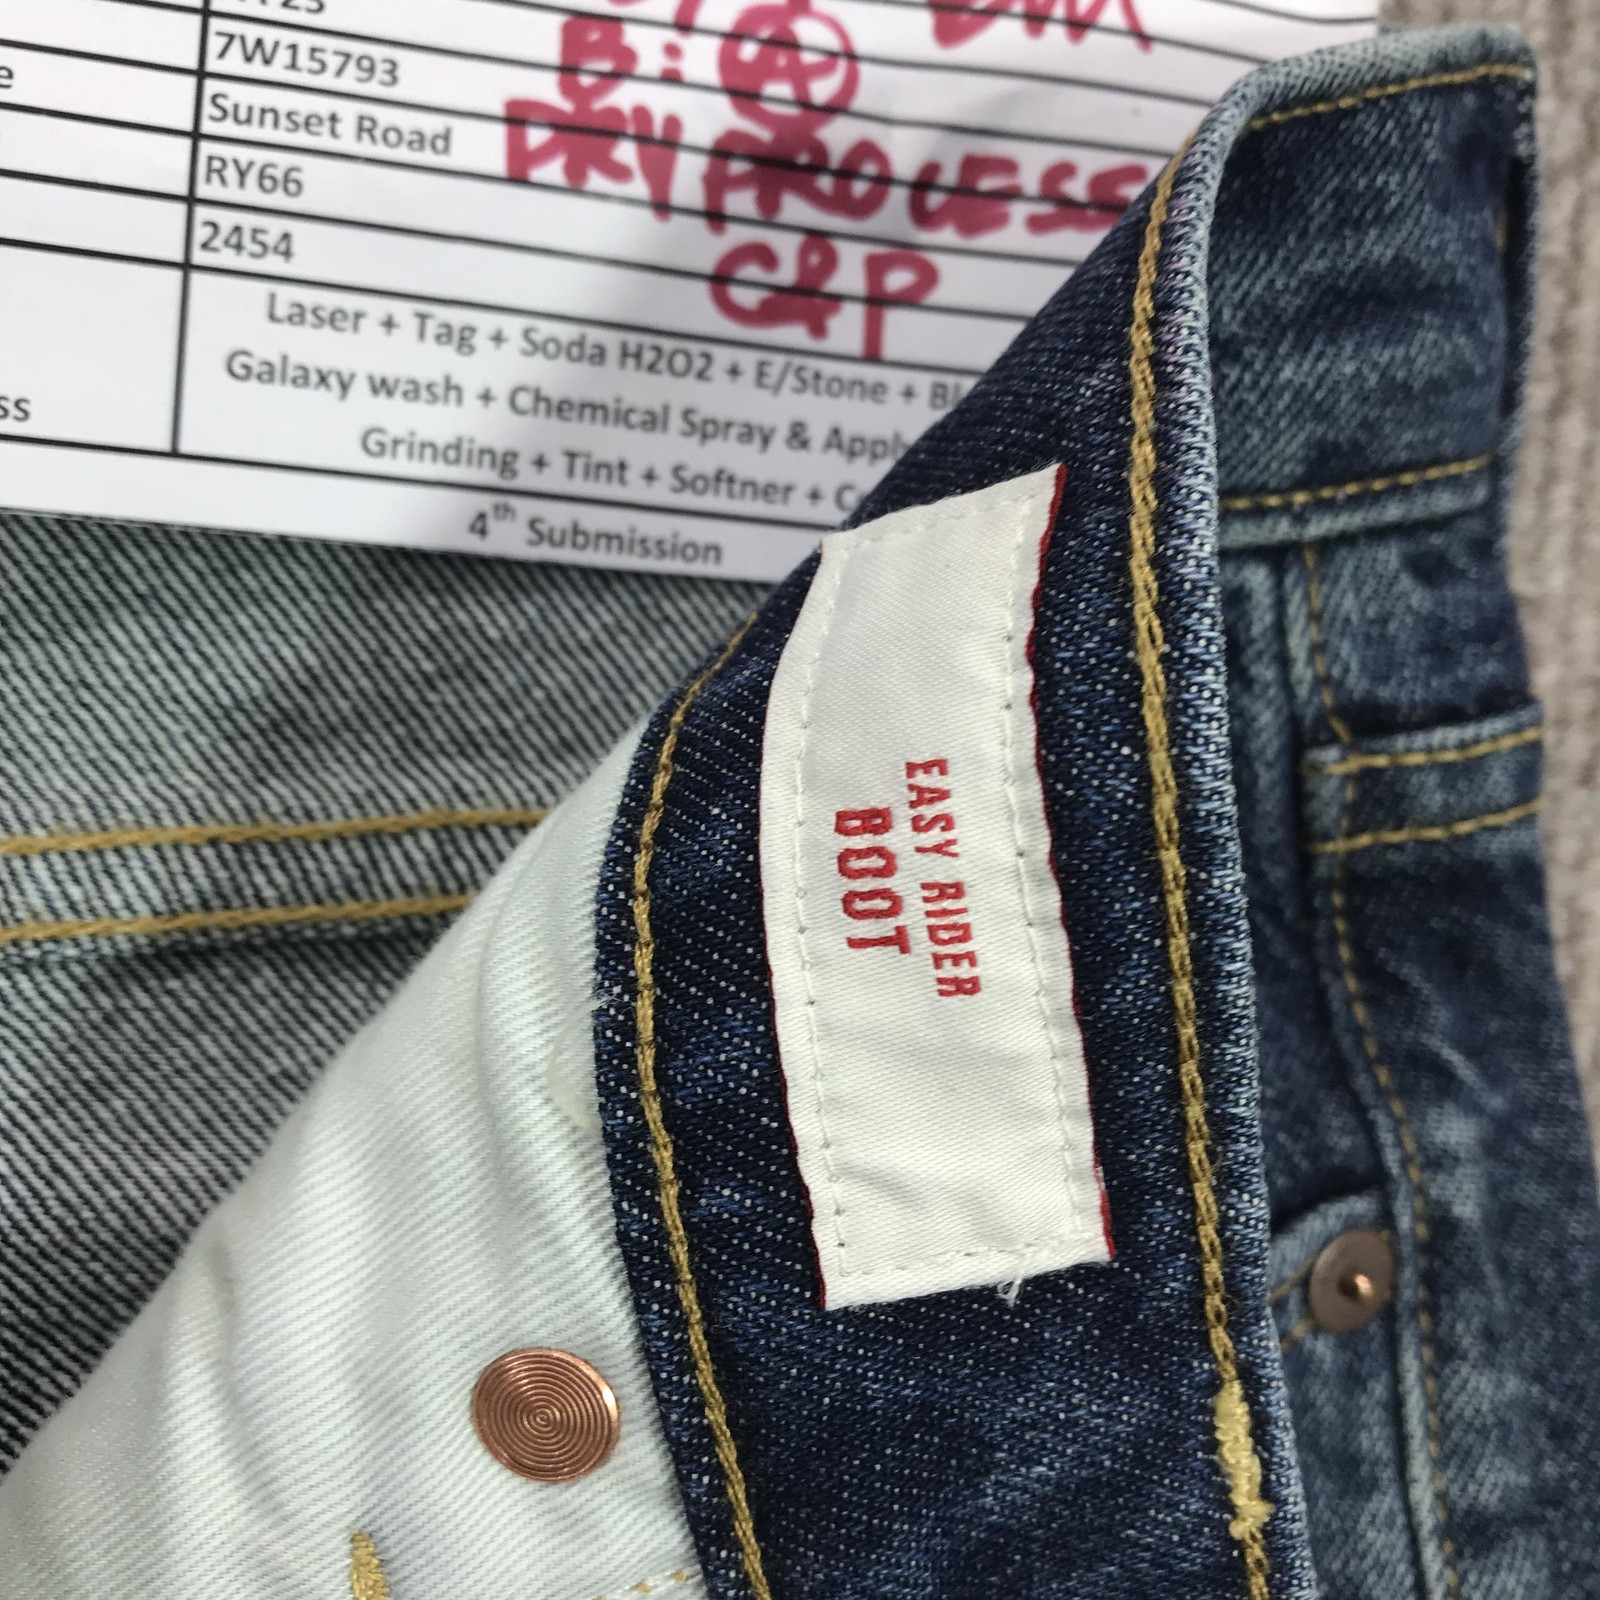 7W15793
Sunset Road
RY66
2454
Laser + Tag + Soda H2O2 + E/Stone +
Galaxy wash + Chemical Spray &
Grinding + Tint + Softner +
4th Submission
DRY PROCESS
C&P
EASY RIDER
BOOT